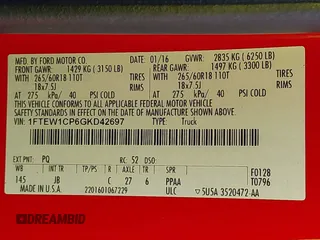 MFD. BY FORD MOTOR CO.
DATE: 01/16 GVWR: 2835 KG ( 6250 LB)
FRONT GAWR: 1429 KG ( 3150 LB) REAR GAWR: 1497 KG ( 3300 LB)
WITH WITH
265/60R18 110T TIRES 265/60R18 110T TIRES
18x7.5J RIMS 18x7.5J RIMS
AT 275 kPa/ 40 PSI COLD AT 275 kPa/ 40 PSI COLD
THIS VEHICLE CONFORMS TO ALL APPLICABLE FEDERAL MOTOR VEHICLE
SAFETY STANDARDS IN EFFECT ON THE DATE OF MANUFACTURE SHOWN ABOVE.
VIN: 1FTEW1CP6GKD42697 TYPE: Truck
EXT PNT: PQ RC: 52 DSO: F0128
WB INT TR TP/PS R AXLE TR SPR T0796
145 JB C 27 6 PPAA
MADE IN U.S.A. 2201601067229 ULC 5U5A 3520472 AA
DREAMBID